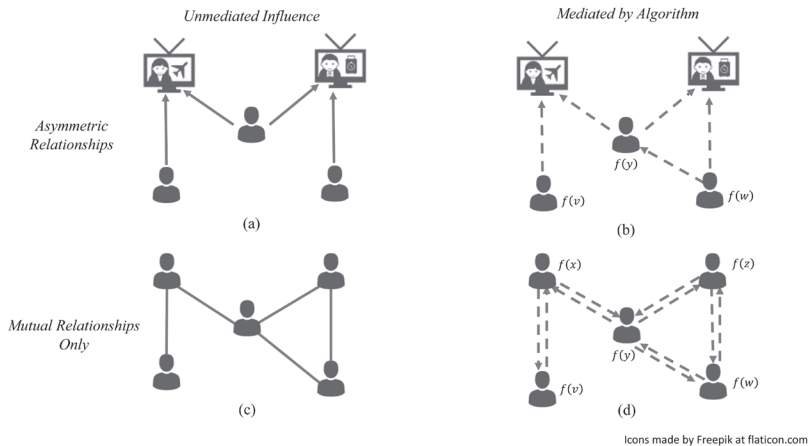 Unmediated Influence
Mediated by Algorithm
Asymmetric
Relationships
f(y)
f(v)
f(w)
(a)
(b)
f(x)
f(z)
Mutual Relationships
Only
f(y)
f(v)
f(w)
(c)
(d)
Icons made by Freepik at flaticon.com